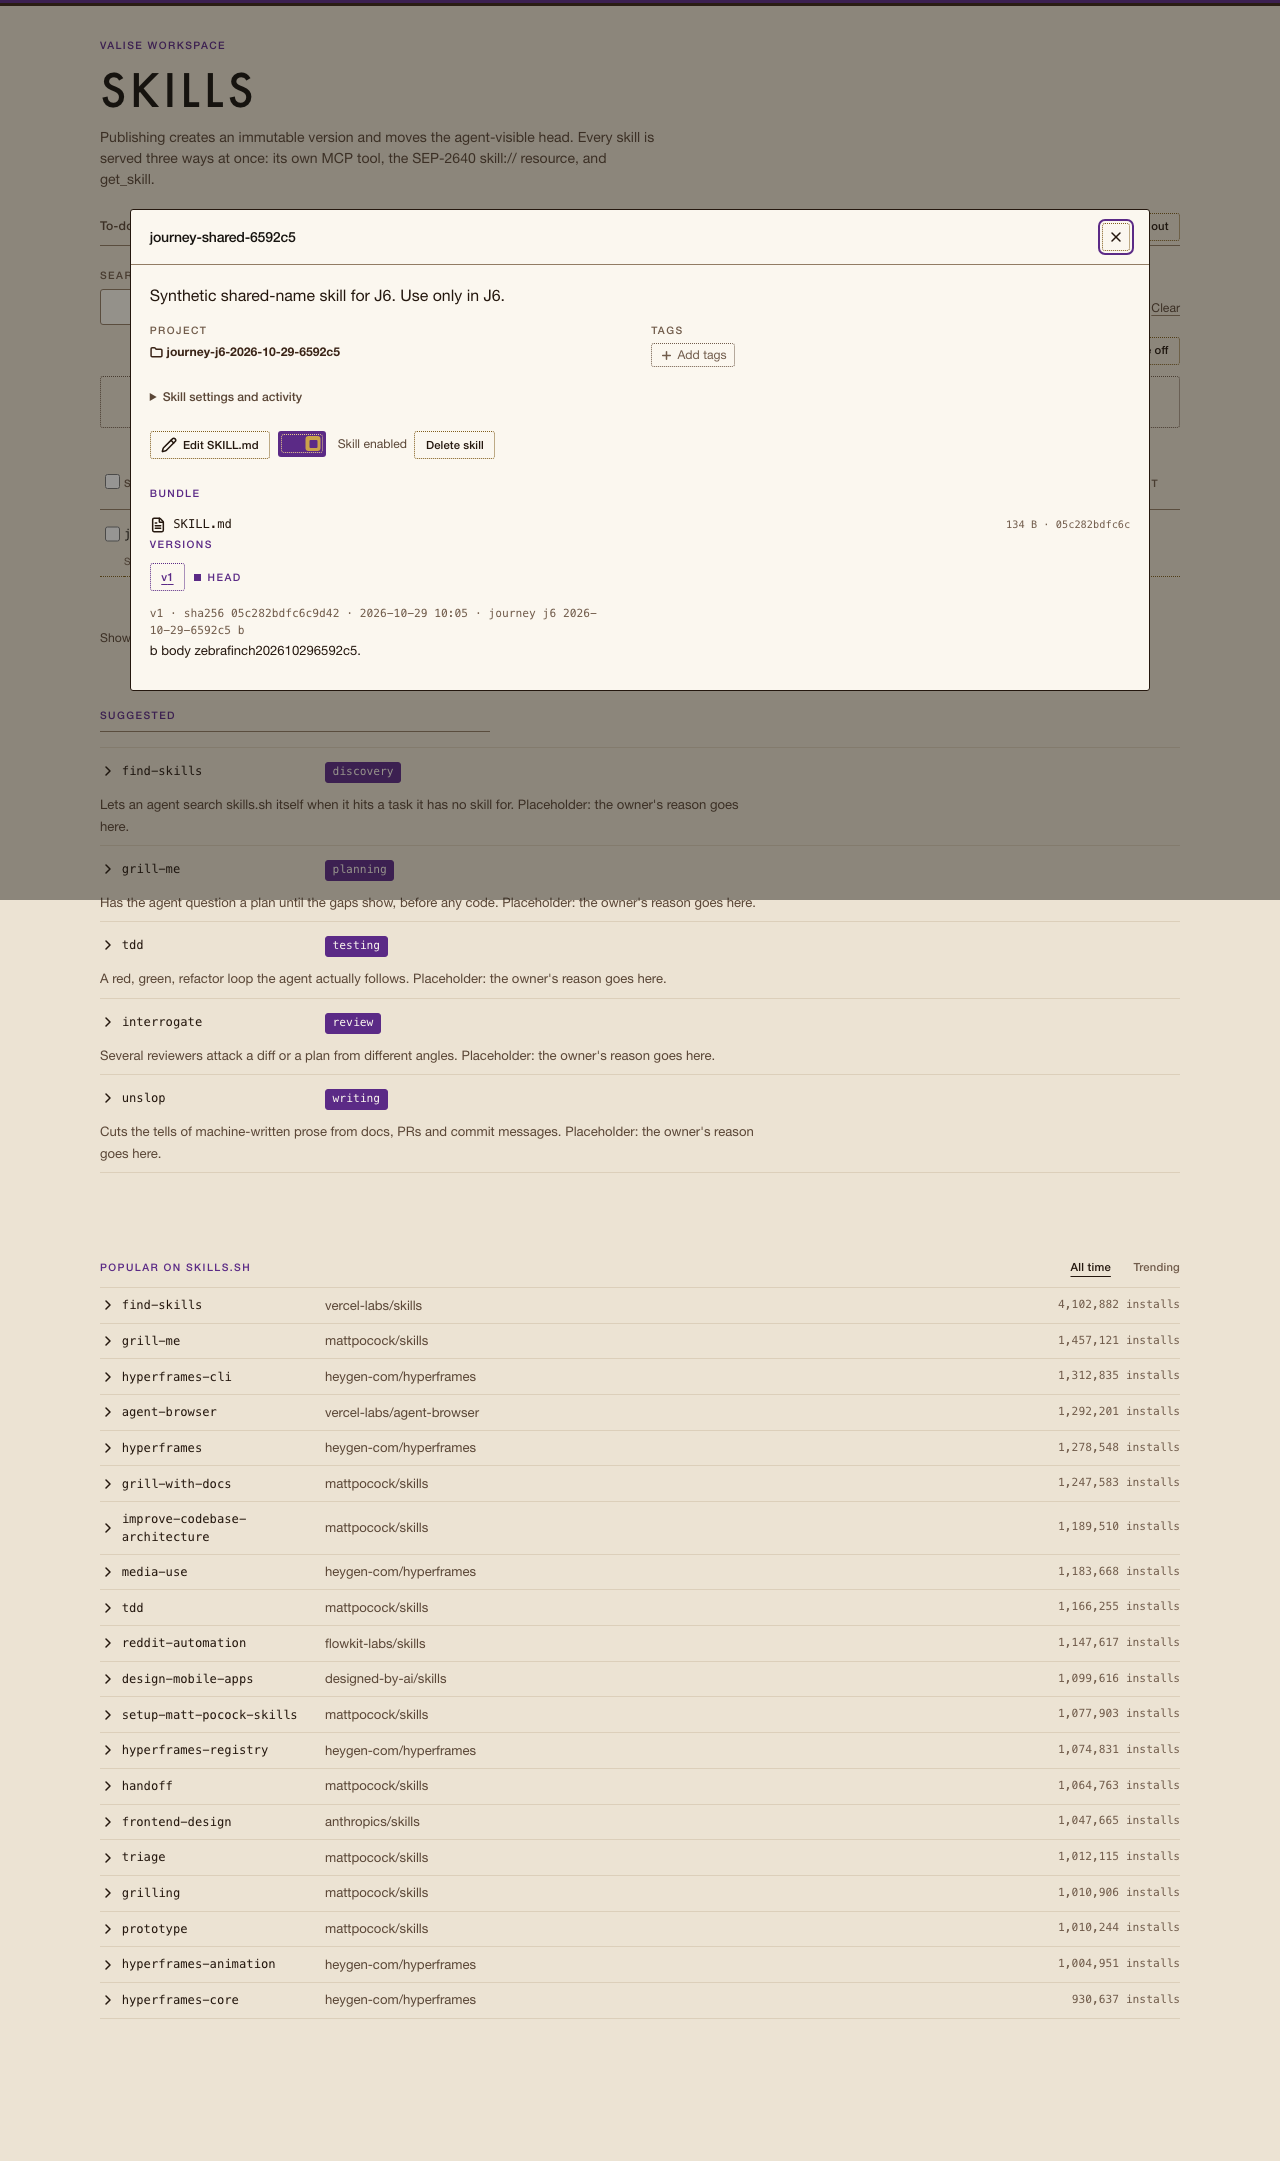 VALISE WORKSPACE
SKILLS
Publishing creates an immutable version and moves the agent-visible head. Every skill is
served three ways at once: its own MCP tool, the SEP-2640 skill:// resource, and
get_skill.
out
Clear
off
journey-shared-6592c5
Synthetic shared-name skill for J6. Use only in J6.
PROJECT
TAGS
journey-j6-2026-10-29-6592c5
Add tags
Skill settings and activity
Edit SKILL.md
Skill enabled
Delete skill
BUNDLE
SKILL.md
134 B · 05c282bdfc6c
VERSIONS
v1
HEAD
v1 · sha256 05c282bdfc6c9d42 · 2026-10-29 10:05 · journey j6 2026-
10-29-6592c5 b
b body zebrafinch202610296592c5.
Show
SUGGESTED
find-skills discovery
Lets an agent search skills.sh itself when it hits a task it has no skill for. Placeholder: the owner's reason goes
here.
grill-me planning
Has the agent question a plan until the gaps show, before any code. Placeholder: the owner's reason goes here.
tdd testing
A red, green, refactor loop the agent actually follows. Placeholder: the owner's reason goes here.
interrogate review
Several reviewers attack a diff or a plan from different angles. Placeholder: the owner's reason goes here.
unslop writing
Cuts the tells of machine-written prose from docs, PRs and commit messages. Placeholder: the owner's reason
goes here.
POPULAR ON SKILLS.SH
All time Trending
find-skills vercel-labs/skills 4,102,882 installs
grill-me mattpocock/skills 1,457,121 installs
hyperframes-cli heygen-com/hyperframes 1,312,835 installs
agent-browser vercel-labs/agent-browser 1,292,201 installs
hyperframes heygen-com/hyperframes 1,278,548 installs
grill-with-docs mattpocock/skills 1,247,583 installs
improve-codebase-
architecture mattpocock/skills 1,189,510 installs
media-use heygen-com/hyperframes 1,183,668 installs
tdd mattpocock/skills 1,166,255 installs
reddit-automation flowkit-labs/skills 1,147,617 installs
design-mobile-apps designed-by-ai/skills 1,099,616 installs
setup-matt-pocock-skills mattpocock/skills 1,077,903 installs
hyperframes-registry heygen-com/hyperframes 1,074,831 installs
handoff mattpocock/skills 1,064,763 installs
frontend-design anthropics/skills 1,047,665 installs
triage mattpocock/skills 1,012,115 installs
grilling mattpocock/skills 1,010,906 installs
prototype mattpocock/skills 1,010,244 installs
hyperframes-animation heygen-com/hyperframes 1,004,951 installs
hyperframes-core heygen-com/hyperframes 930,637 installs